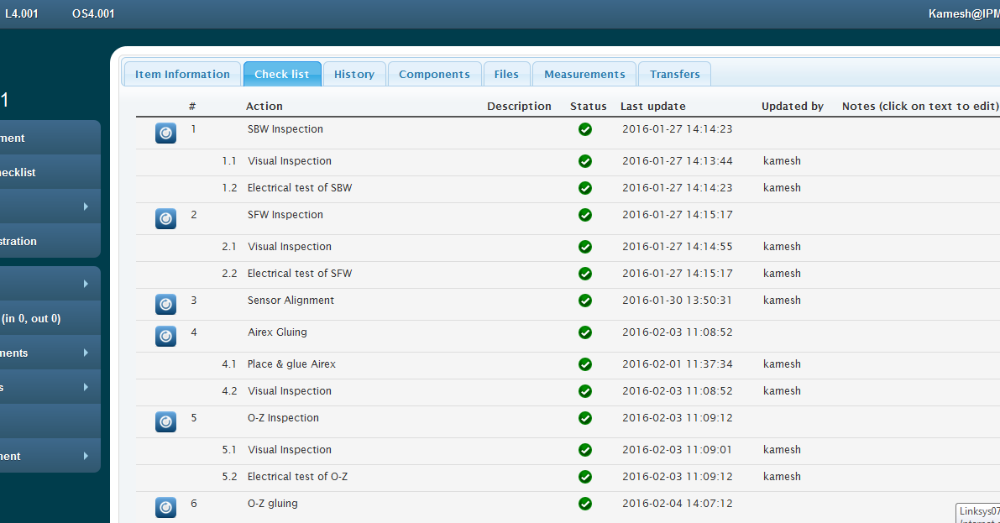 L4.001 OS4.001 Kamesh@IPM
1
Item Information Check list History Components Files Measurements Transfers
# Action Description Status Last update Updated by Notes (click on text to edit)
1 SBW Inspection 2016-01-27 14:14:23
ment
1.1 Visual Inspection 2016-01-27 14:13:44 kamesh
ecklist
1.2 Electrical test of SBW 2016-01-27 14:14:23 kamesh
2 SFW Inspection 2016-01-27 14:15:17
stration
2.1 Visual Inspection 2016-01-27 14:14:55 kamesh
2.2 Electrical test of SFW 2016-01-27 14:15:17 kamesh
3 Sensor Alignment 2016-01-30 13:50:31 kamesh
(in 0, out 0)
4 Airex Gluing 2016-02-03 11:08:52
ments
4.1 Place & glue Airex 2016-02-01 11:37:34 kamesh
s
4.2 Visual Inspection 2016-02-03 11:08:52 kamesh
5 O-Z Inspection 2016-02-03 11:09:12
5.1 Visual Inspection 2016-02-03 11:09:01 kamesh
ment
5.2 Electrical test of O-Z 2016-02-03 11:09:12 kamesh
6 O-Z gluing 2016-02-04 14:07:12
Linksys07